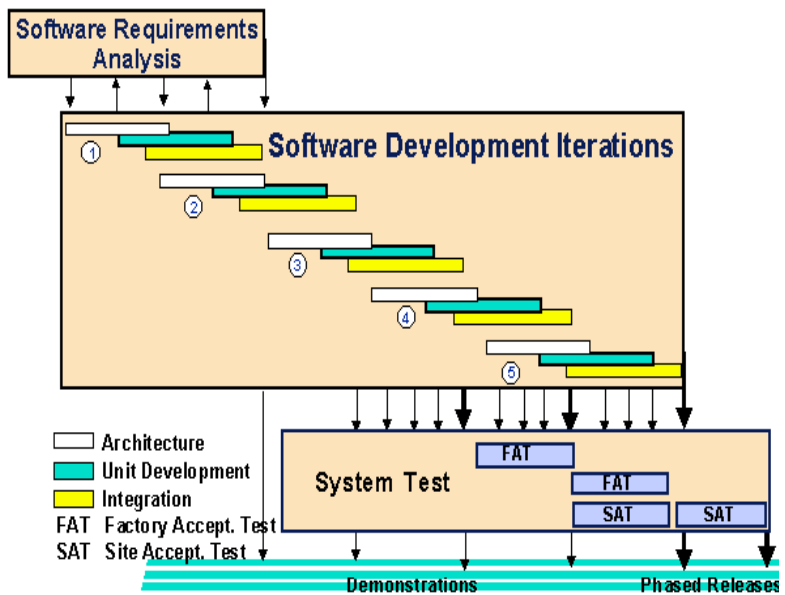 Software Requirements
Analysis
Software Development Iterations
1
2
3
4
5
Architecture
Unit Development
Integration
FAT Factory Accept. Test
SAT Site Accept. Test
System Test
FAT
FAT
SAT
SAT
Demonstrations
Phased Releases